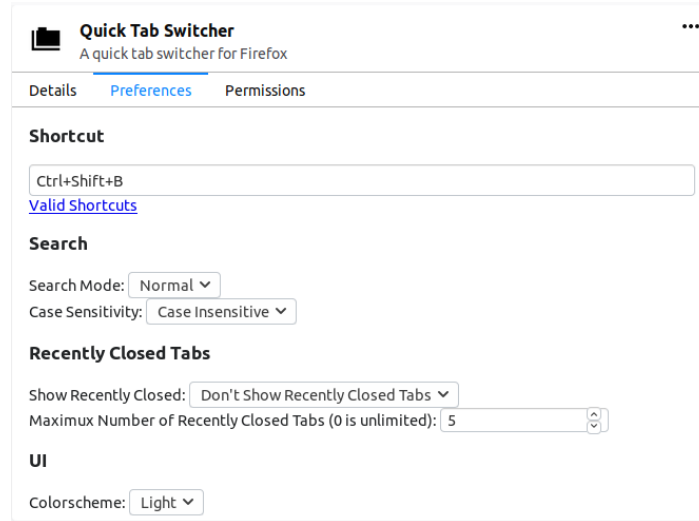 Quick Tab Switcher
A quick tab switcher for Firefox
Details Preferences Permissions
Shortcut
Ctrl+Shift+B
Valid Shortcuts
Search
Search Mode: Normal
Case Sensitivity: Case Insensitive
Recently Closed Tabs
Show Recently Closed: Don't Show Recently Closed Tabs
Maximux Number of Recently Closed Tabs (0 is unlimited): 5
UI
Colorscheme: Light